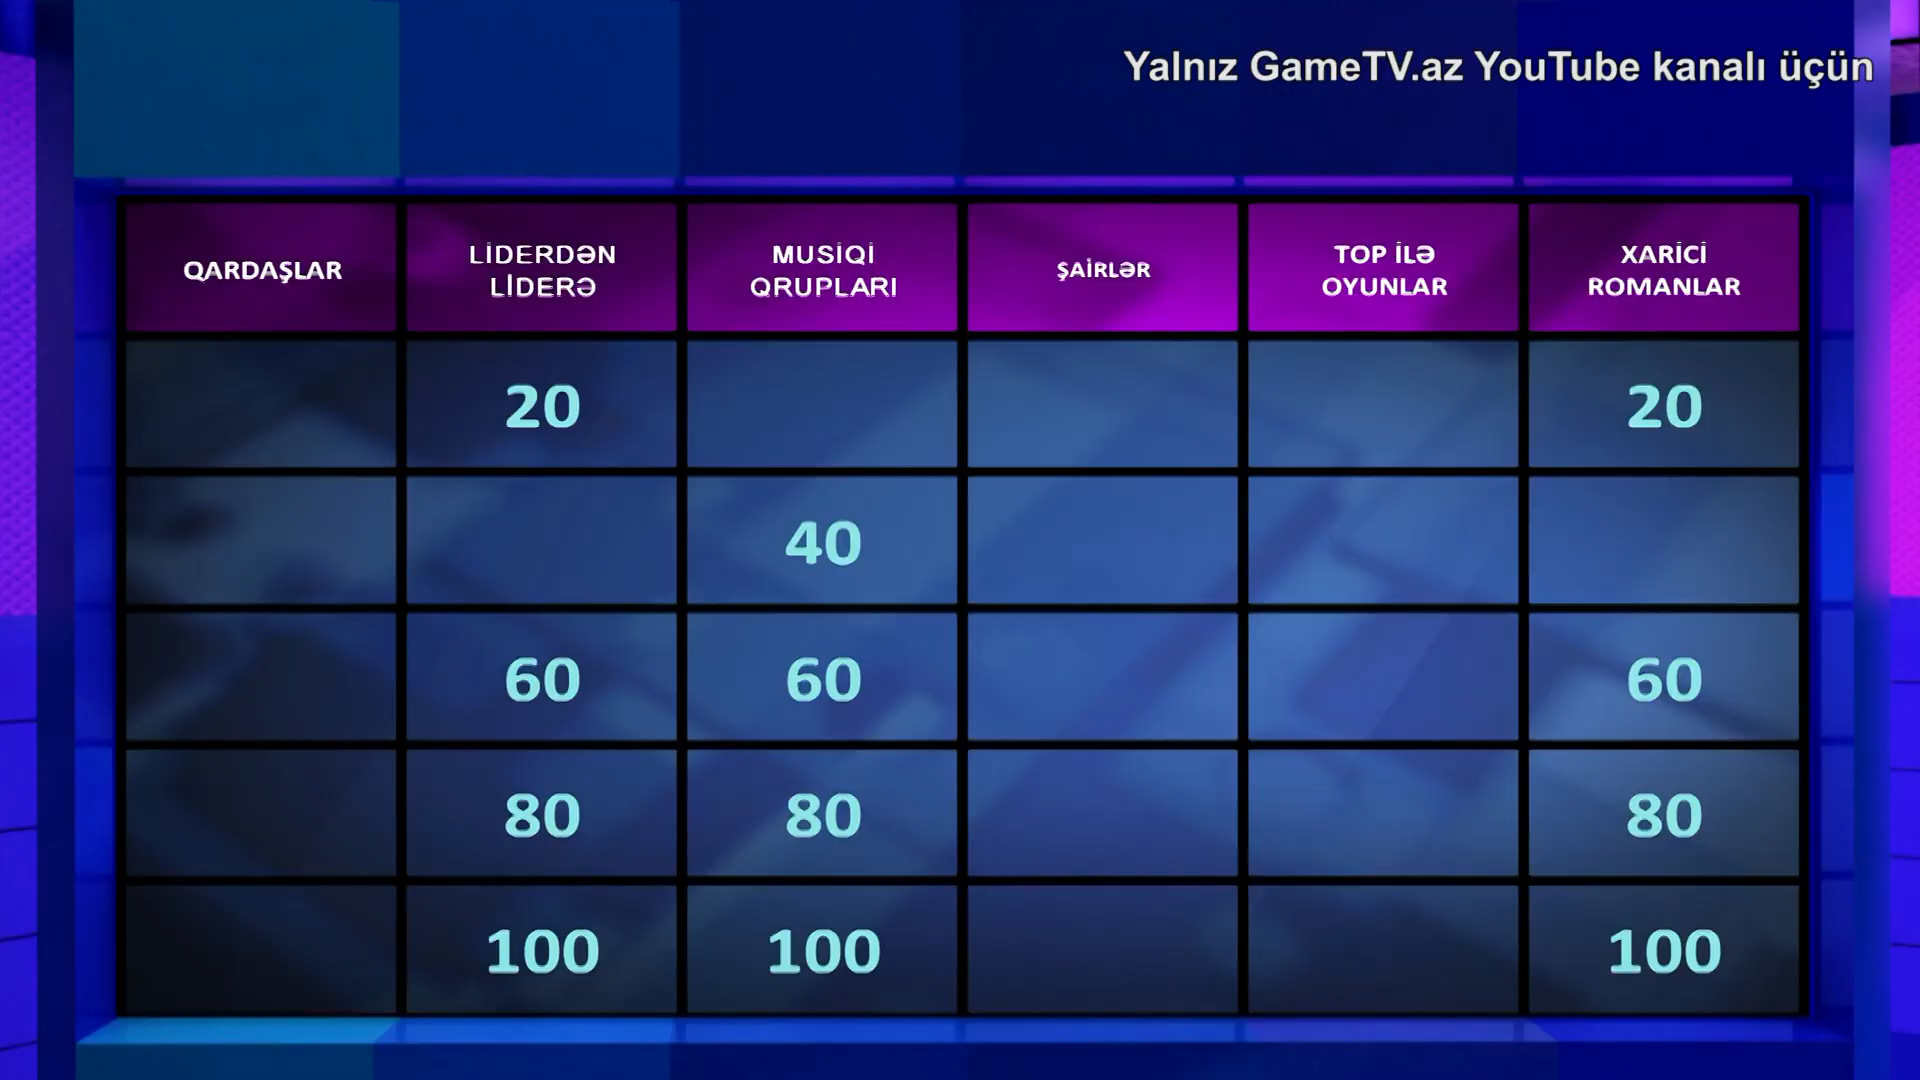 Yalnız GameTV.az YouTube kanalı üçün
QARDAŞLAR
LİDERDƏN
LİDERƏ
MUSİQİ
QRUPLARI
ŞAİRLƏR
TOP İLƏ
OYUNLAR
XARİCİ
ROMANLAR
20 20
40
60 60 60
80 80 80
100 100 100